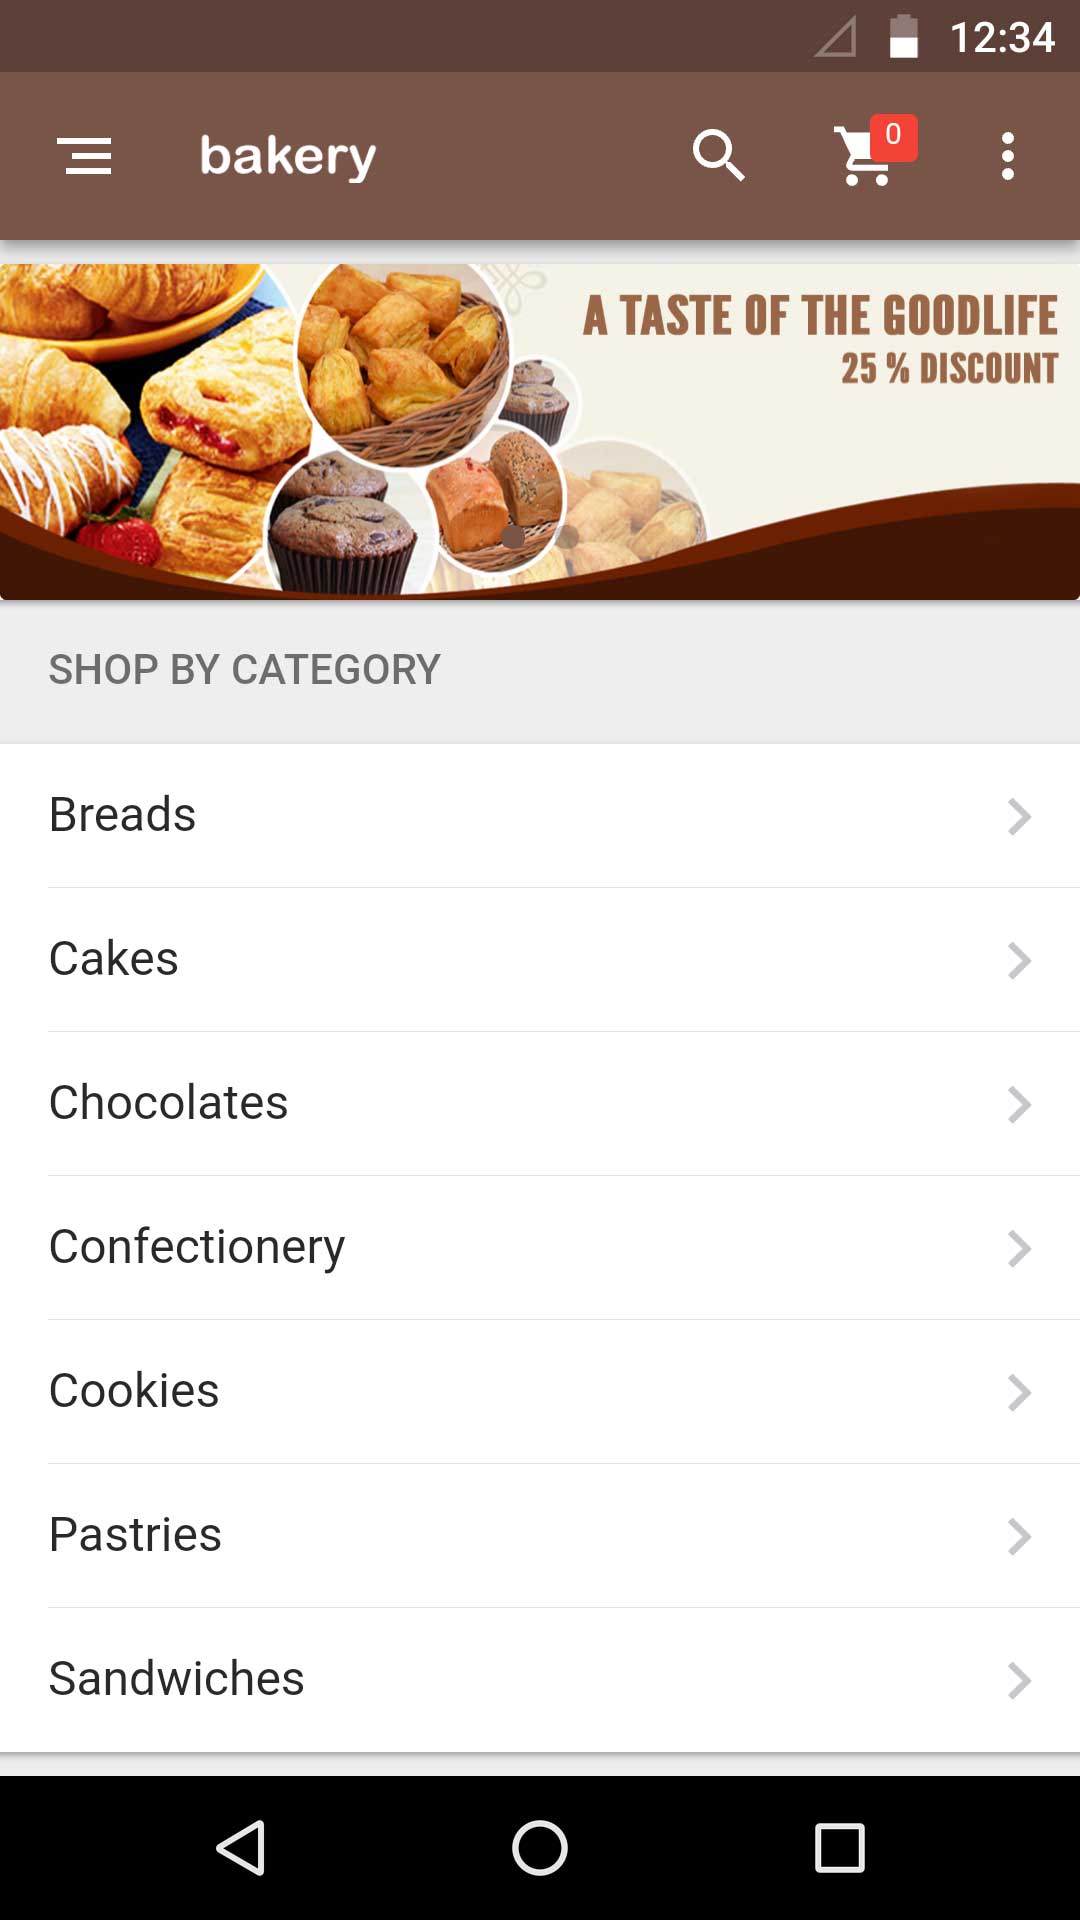 12:34
bakery
0
A TASTE OF THE GOODLIFE
25 % DISCOUNT
SHOP BY CATEGORY
Breads
Cakes
Chocolates
Confectionery
Cookies
Pastries
Sandwiches